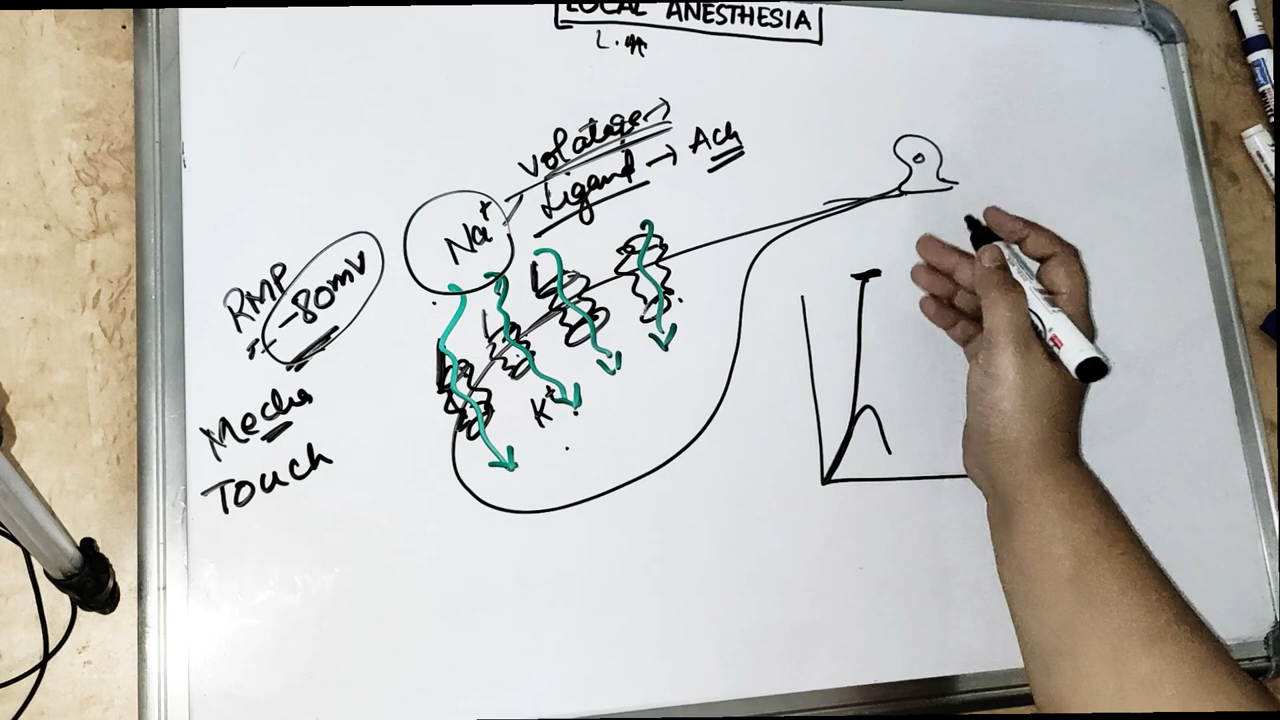 LOCAL ANESTHESIA
L.A
Volatage →
Ligand → Ach
Na+
RMP
-80mV
K+
Mecha
Touch